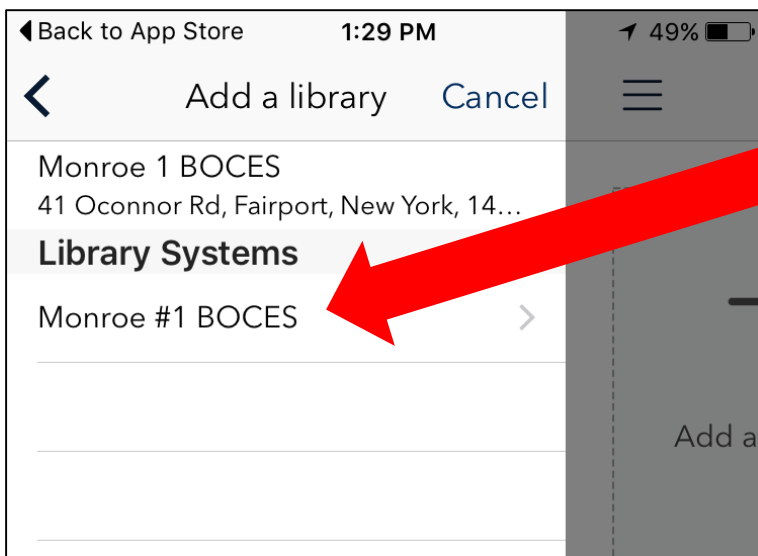 Back to App Store 1:29 PM 49%
Add a library Cancel
Monroe 1 BOCES
41 Oconnor Rd, Fairport, New York, 14...
Library Systems
Monroe #1 BOCES
Add a